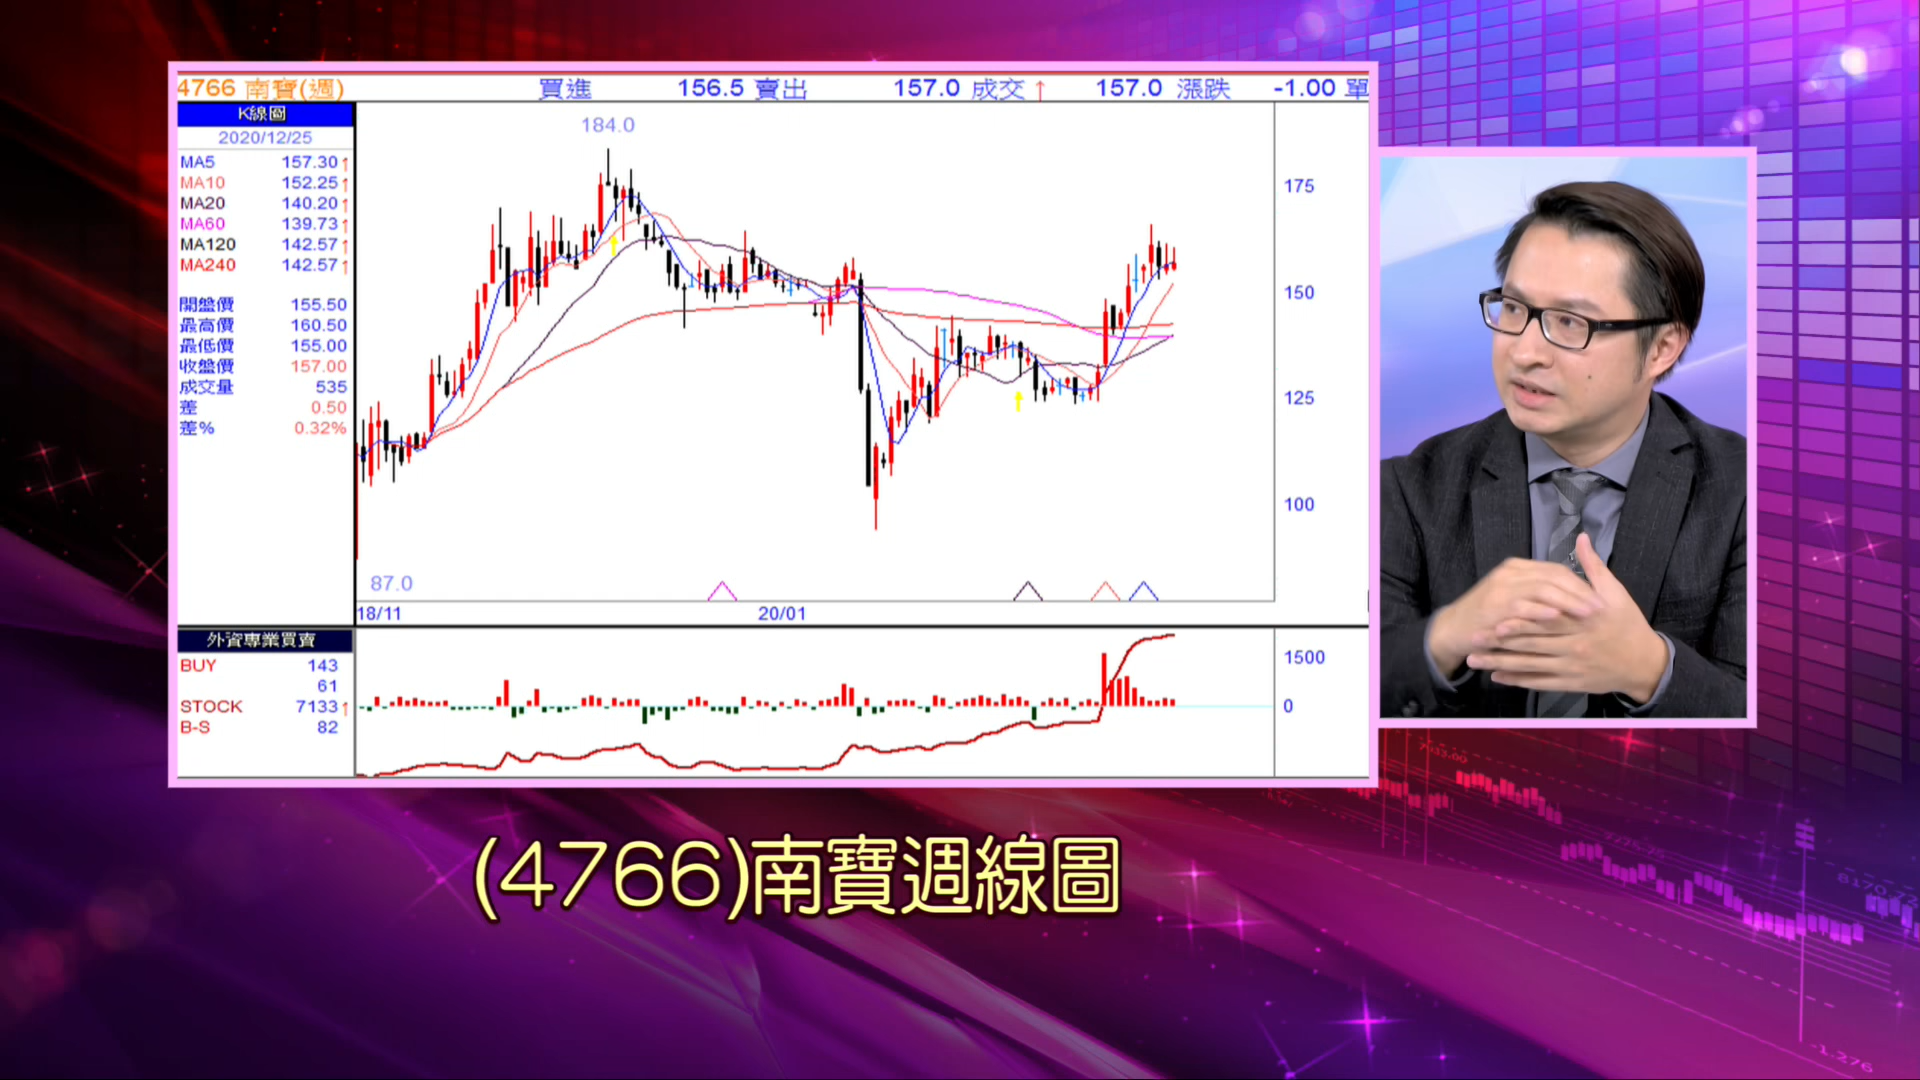 4766 南寶(週) 買進 156.5 賣出 157.0 成交↑ 157.0 漲跌 -1.00 單
K線圖
2020/12/25
MA5 157.30↑
MA10 152.25↑
MA20 140.20↑
MA60 139.73↑
MA120 142.57↑
MA240 142.57↑
開盤價 155.50
最高價 160.50
最低價 155.00
收盤價 157.00
成交量 535
差 0.50
差% 0.32%
184.0
175
150
125
100
87.0
18/11 20/01
外資專業買賣
BUY 143
61
STOCK 7133↑
B-S 82
1500
0
(4766)南寶週線圖